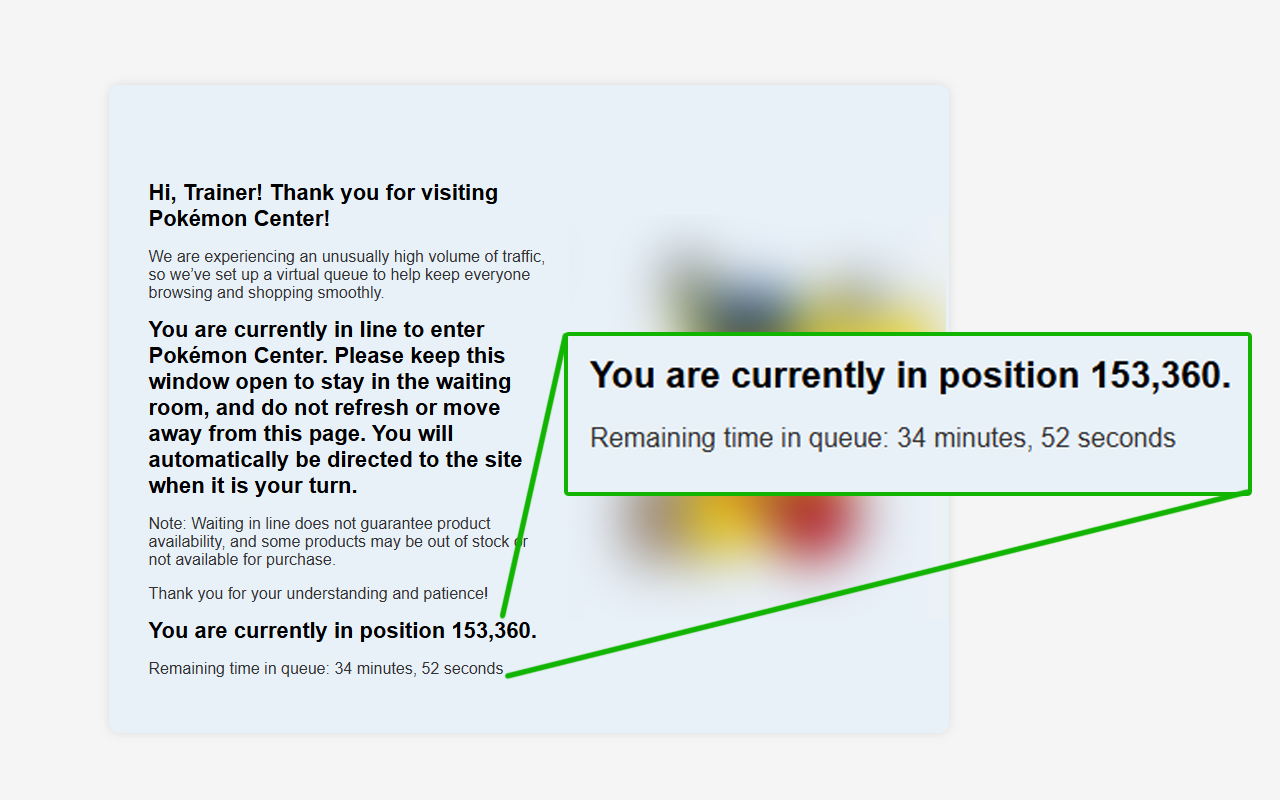 Hi, Trainer! Thank you for visiting
Pokémon Center!
We are experiencing an unusually high volume of traffic,
so we've set up a virtual queue to help keep everyone
browsing and shopping smoothly.
You are currently in line to enter
Pokémon Center. Please keep this
window open to stay in the waiting
room, and do not refresh or move
away from this page. You will
automatically be directed to the site
when it is your turn.
Note: Waiting in line does not guarantee product
availability, and some products may be out of stock or
not available for purchase.
Thank you for your understanding and patience!
You are currently in position 153,360.
Remaining time in queue: 34 minutes, 52 seconds
You are currently in position 153,360.
Remaining time in queue: 34 minutes, 52 seconds